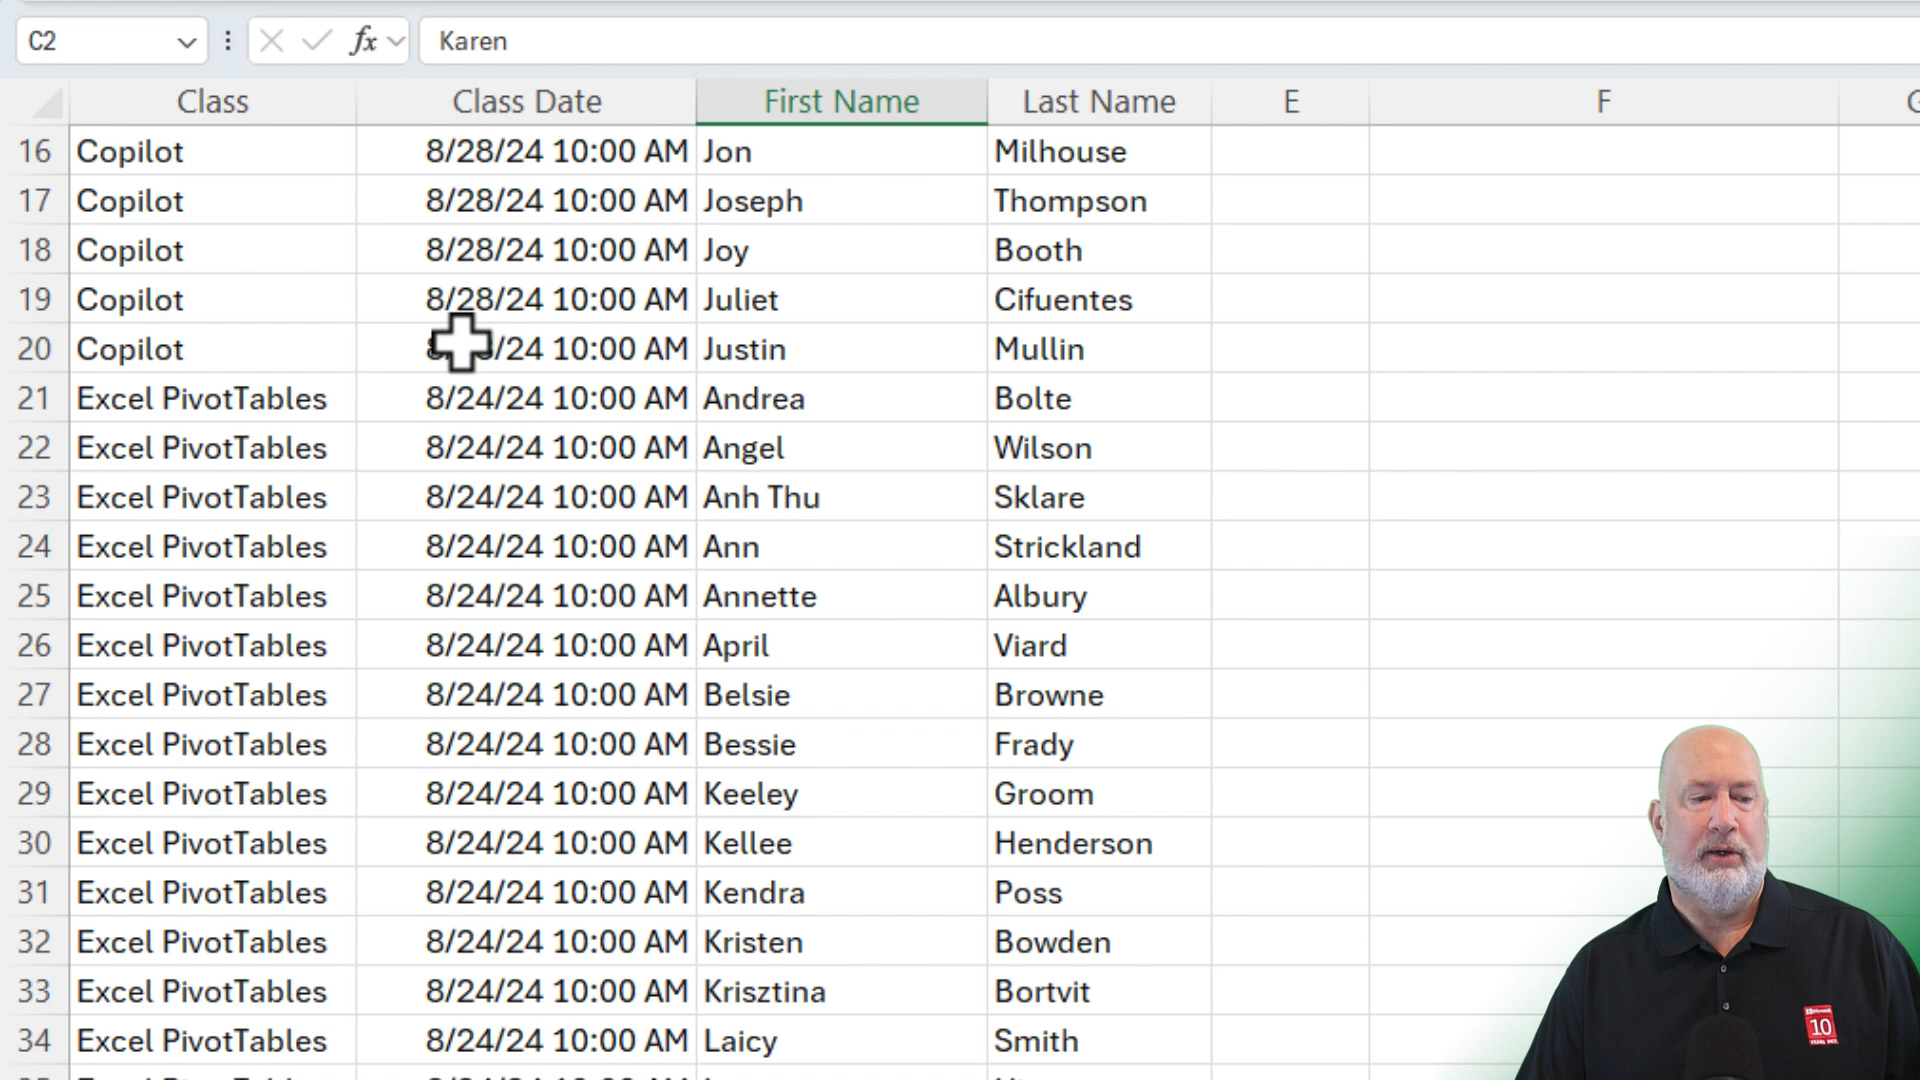 C2 fx Karen
Class Class Date First Name Last Name E F
16 Copilot 8/28/24 10:00 AM Jon Milhouse
17 Copilot 8/28/24 10:00 AM Joseph Thompson
18 Copilot 8/28/24 10:00 AM Joy Booth
19 Copilot 8/28/24 10:00 AM Juliet Cifuentes
20 Copilot /24 10:00 AM Justin Mullin
21 Excel PivotTables 8/24/24 10:00 AM Andrea Bolte
22 Excel PivotTables 8/24/24 10:00 AM Angel Wilson
23 Excel PivotTables 8/24/24 10:00 AM Anh Thu Sklare
24 Excel PivotTables 8/24/24 10:00 AM Ann Strickland
25 Excel PivotTables 8/24/24 10:00 AM Annette Albury
26 Excel PivotTables 8/24/24 10:00 AM April Viard
27 Excel PivotTables 8/24/24 10:00 AM Belsie Browne
28 Excel PivotTables 8/24/24 10:00 AM Bessie Frady
29 Excel PivotTables 8/24/24 10:00 AM Keeley Groom
30 Excel PivotTables 8/24/24 10:00 AM Kellee Henderson
31 Excel PivotTables 8/24/24 10:00 AM Kendra Poss
32 Excel PivotTables 8/24/24 10:00 AM Kristen Bowden
33 Excel PivotTables 8/24/24 10:00 AM Krisztina Bortvit
34 Excel PivotTables 8/24/24 10:00 AM Laicy Smith
10